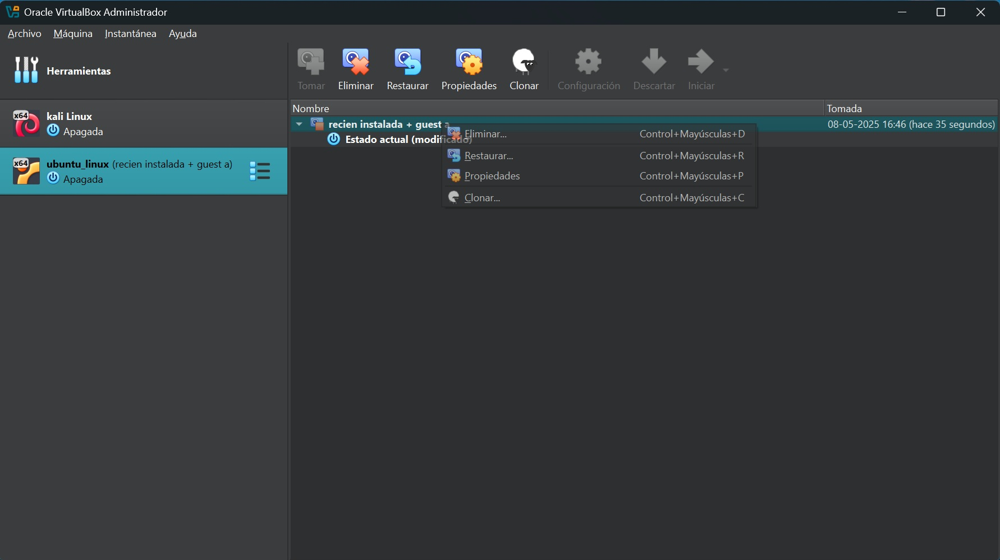 Oracle VirtualBox Administrador
Archivo Máquina Instantánea Ayuda
Herramientas
Tomar Eliminar Restaurar Propiedades Clonar Configuración Descartar Iniciar
x64 kali Linux
Apagada
x64 ubuntu_linux (recien instalada + guest a)
Apagada
Nombre Tomada
recien instalada + guest a 08-05-2025 16:46 (hace 35 segundos)
Estado actual (modificado)
Eliminar... Control+Mayúsculas+D
Restaurar... Control+Mayúsculas+R
Propiedades Control+Mayúsculas+P
Clonar... Control+Mayúsculas+C